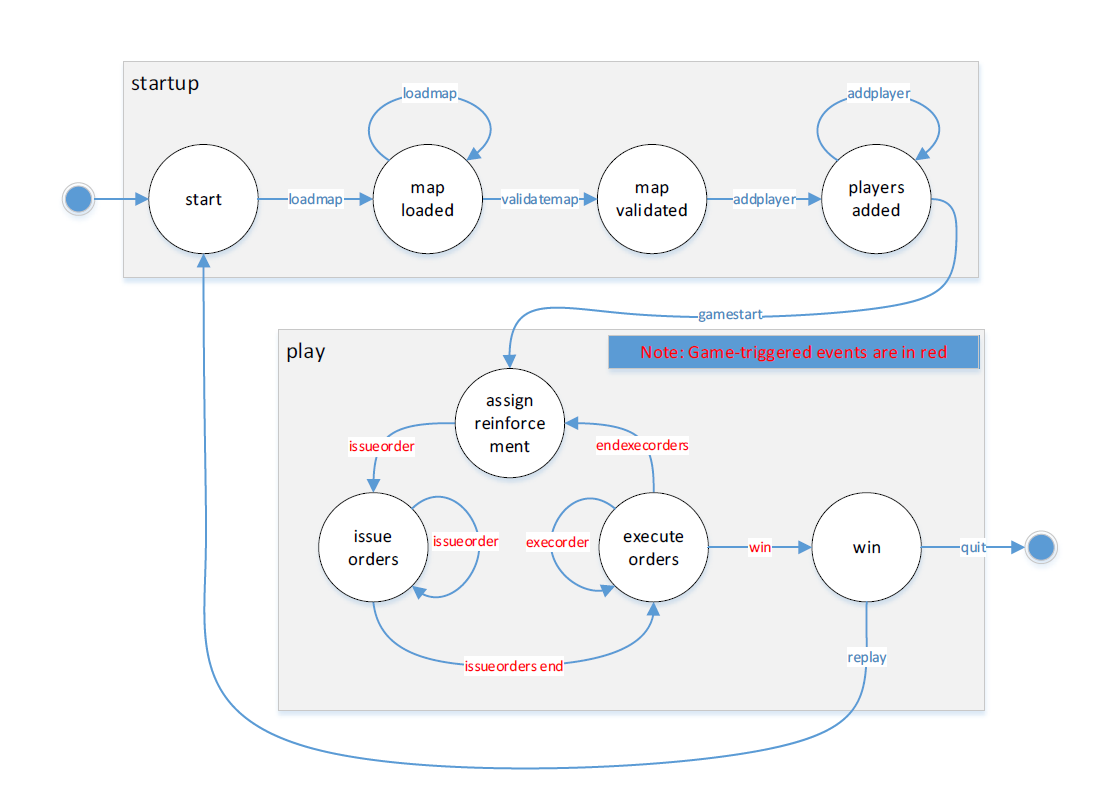 startup
loadmap
addplayer
start
loadmap
map
loaded
validatemap
map
validated
addplayer
players
added
gamestart
play
Note: Game-triggered events are in red
assign
reinforce
ment
issueorder
endexecorders
issue
orders
issueorder
execorder
execute
orders
win
win
quit
issueorders end
replay